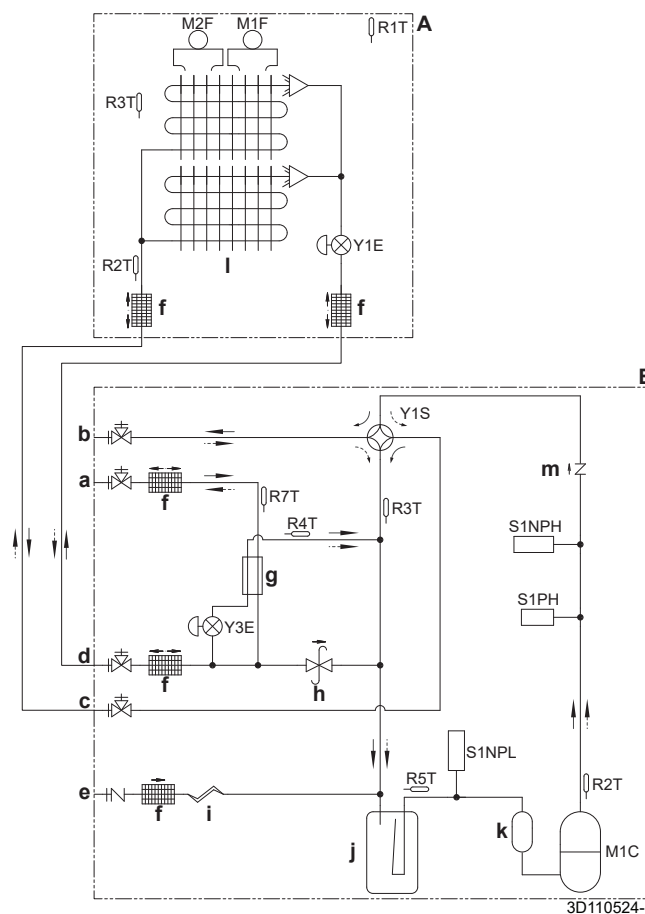 M2F M1F
R1T
A
R3T
R2T
Y1E
l
f
f
B
b
Y1S
m
a
f
R7T
R3T
R4T
S1NPH
g
S1PH
Y3E
d
f
h
c
S1NPL
R5T
R2T
e
f
i
j
k
M1C
3D110524-